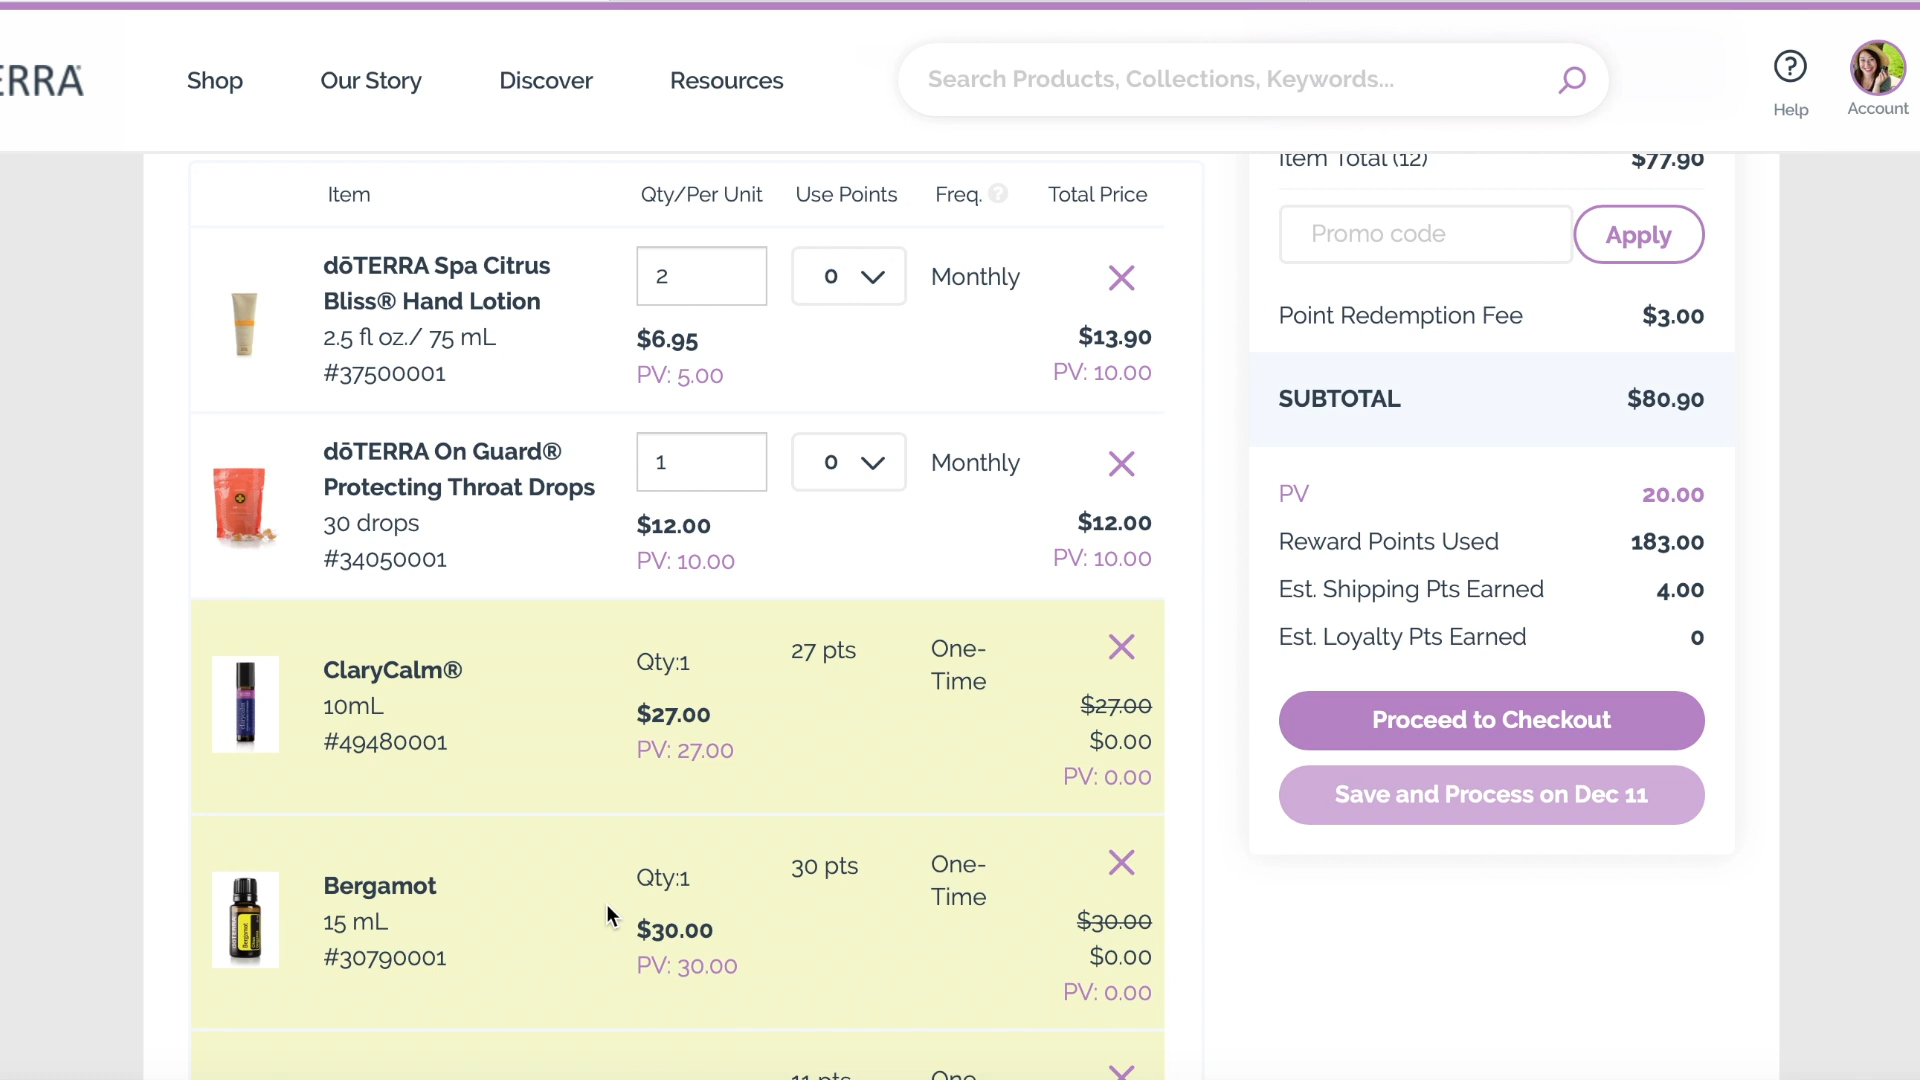 ERRA
Shop
Our Story
Discover
Resources
Search Products, Collections, Keywords...
Help
Account
Item
Qty/Per Unit
Use Points
Freq.
Total Price
dōTERRA Spa Citrus
Bliss® Hand Lotion
2.5 fl oz./ 75 mL
#37500001
2
$6.95
PV: 5.00
0
Monthly
$13.90
PV: 10.00
dōTERRA On Guard®
Protecting Throat Drops
30 drops
#34050001
1
$12.00
PV: 10.00
0
Monthly
$12.00
PV: 10.00
ClaryCalm®
10mL
#49480001
Qty:1
$27.00
PV: 27.00
27 pts
One-
Time
$27.00
$0.00
PV: 0.00
Bergamot
15 mL
#30790001
Qty:1
$30.00
PV: 30.00
30 pts
One-
Time
$30.00
$0.00
PV: 0.00
11 pts
One-
Item Total (12) $77.90
Promo code
Apply
Point Redemption Fee $3.00
SUBTOTAL $80.90
PV 20.00
Reward Points Used 183.00
Est. Shipping Pts Earned 4.00
Est. Loyalty Pts Earned 0
Proceed to Checkout
Save and Process on Dec 11